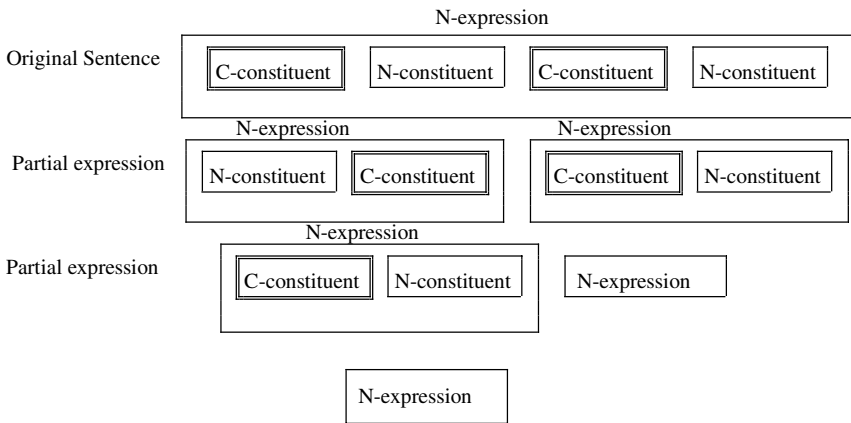 N-expression
Original Sentence
C-constituent N-constituent C-constituent N-constituent
N-expression N-expression
Partial expression
N-constituent C-constituent C-constituent N-constituent
N-expression
Partial expression
C-constituent N-constituent N-expression
N-expression